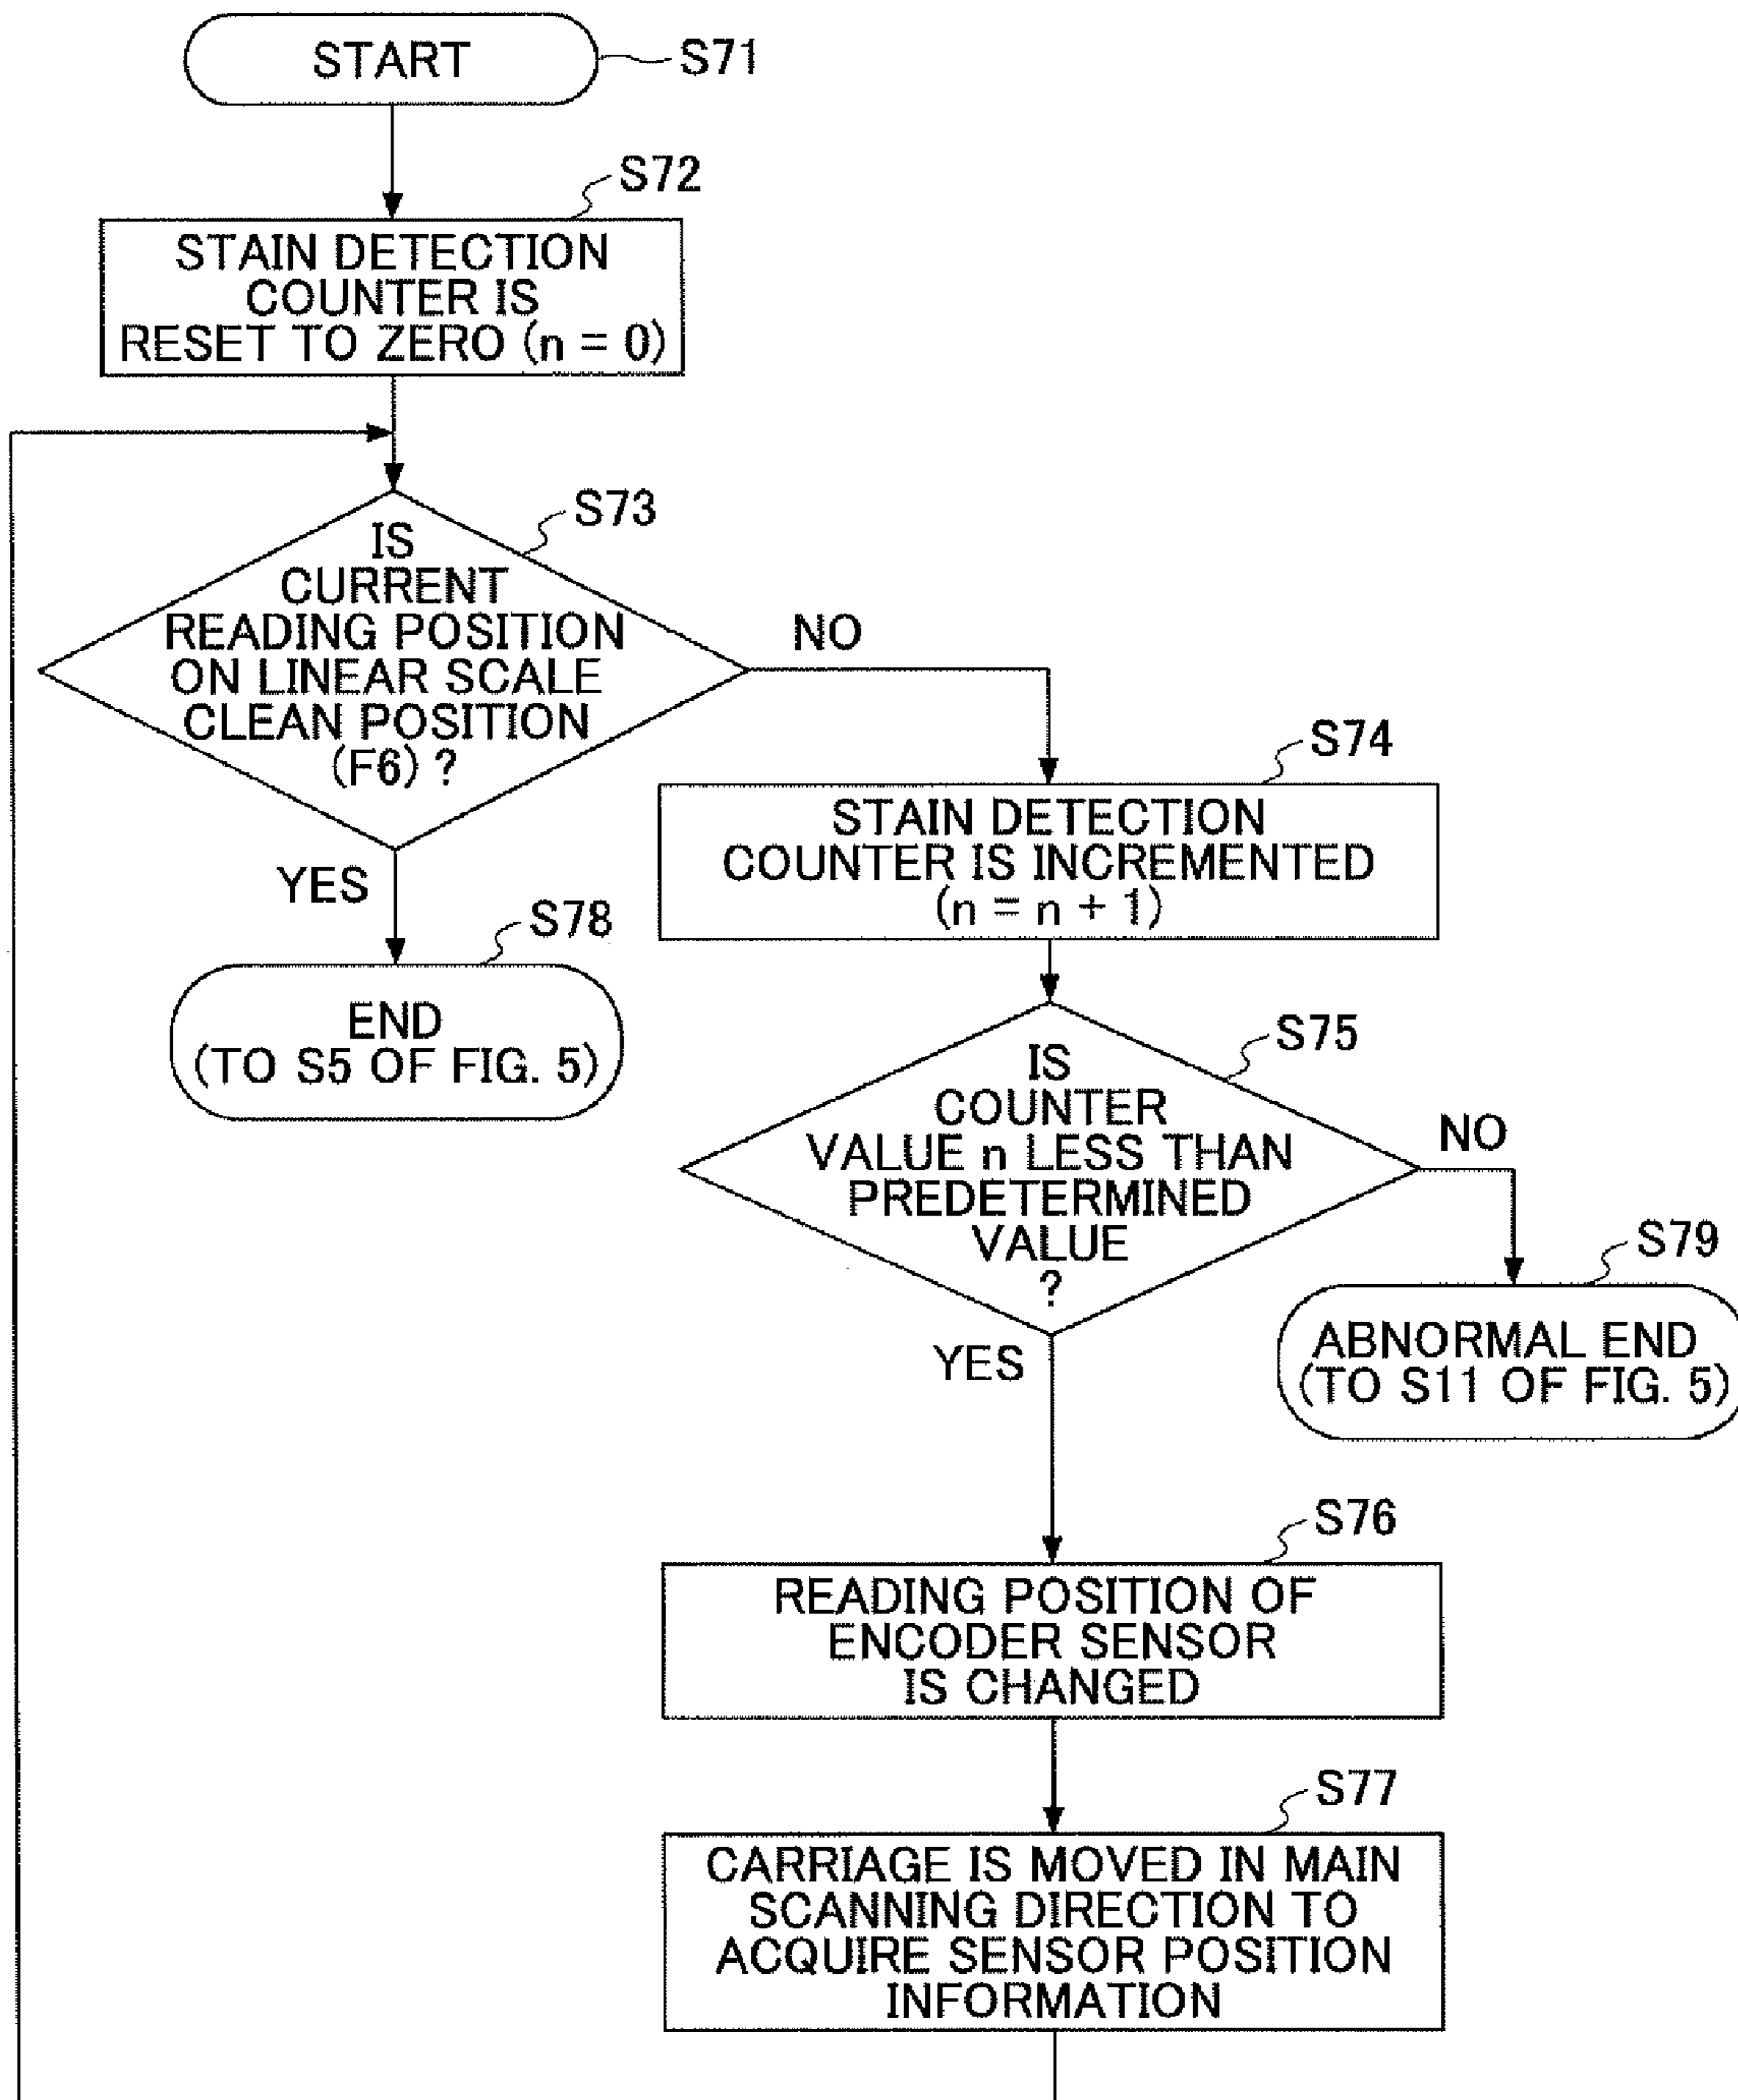 START
S71
S72
STAIN DETECTION
COUNTER IS
RESET TO ZERO (n = 0)
S73
IS
CURRENT
READING POSITION
ON LINEAR SCALE
CLEAN POSITION
(F6) ?
NO
YES
S74
STAIN DETECTION
COUNTER IS INCREMENTED
(n = n + 1)
S78
END
(TO S5 OF FIG. 5)
S75
IS
COUNTER
VALUE n LESS THAN
PREDETERMINED
VALUE
?
NO
YES
S79
ABNORMAL END
(TO S11 OF FIG. 5)
S76
READING POSITION OF
ENCODER SENSOR
IS CHANGED
S77
CARRIAGE IS MOVED IN MAIN
SCANNING DIRECTION TO
ACQUIRE SENSOR POSITION
INFORMATION